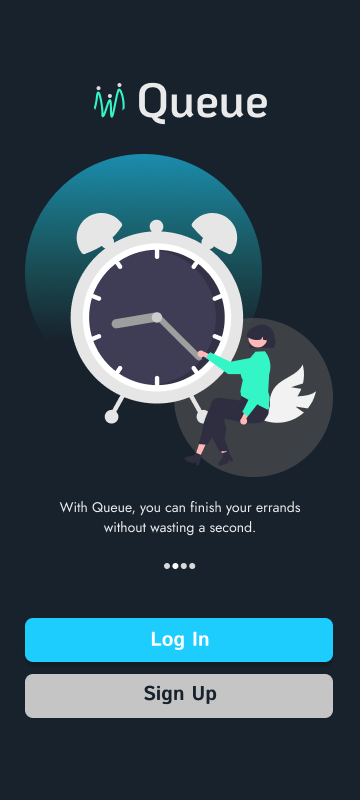 Queue
With Queue, you can finish your errands
without wasting a second.
Log In
Sign Up